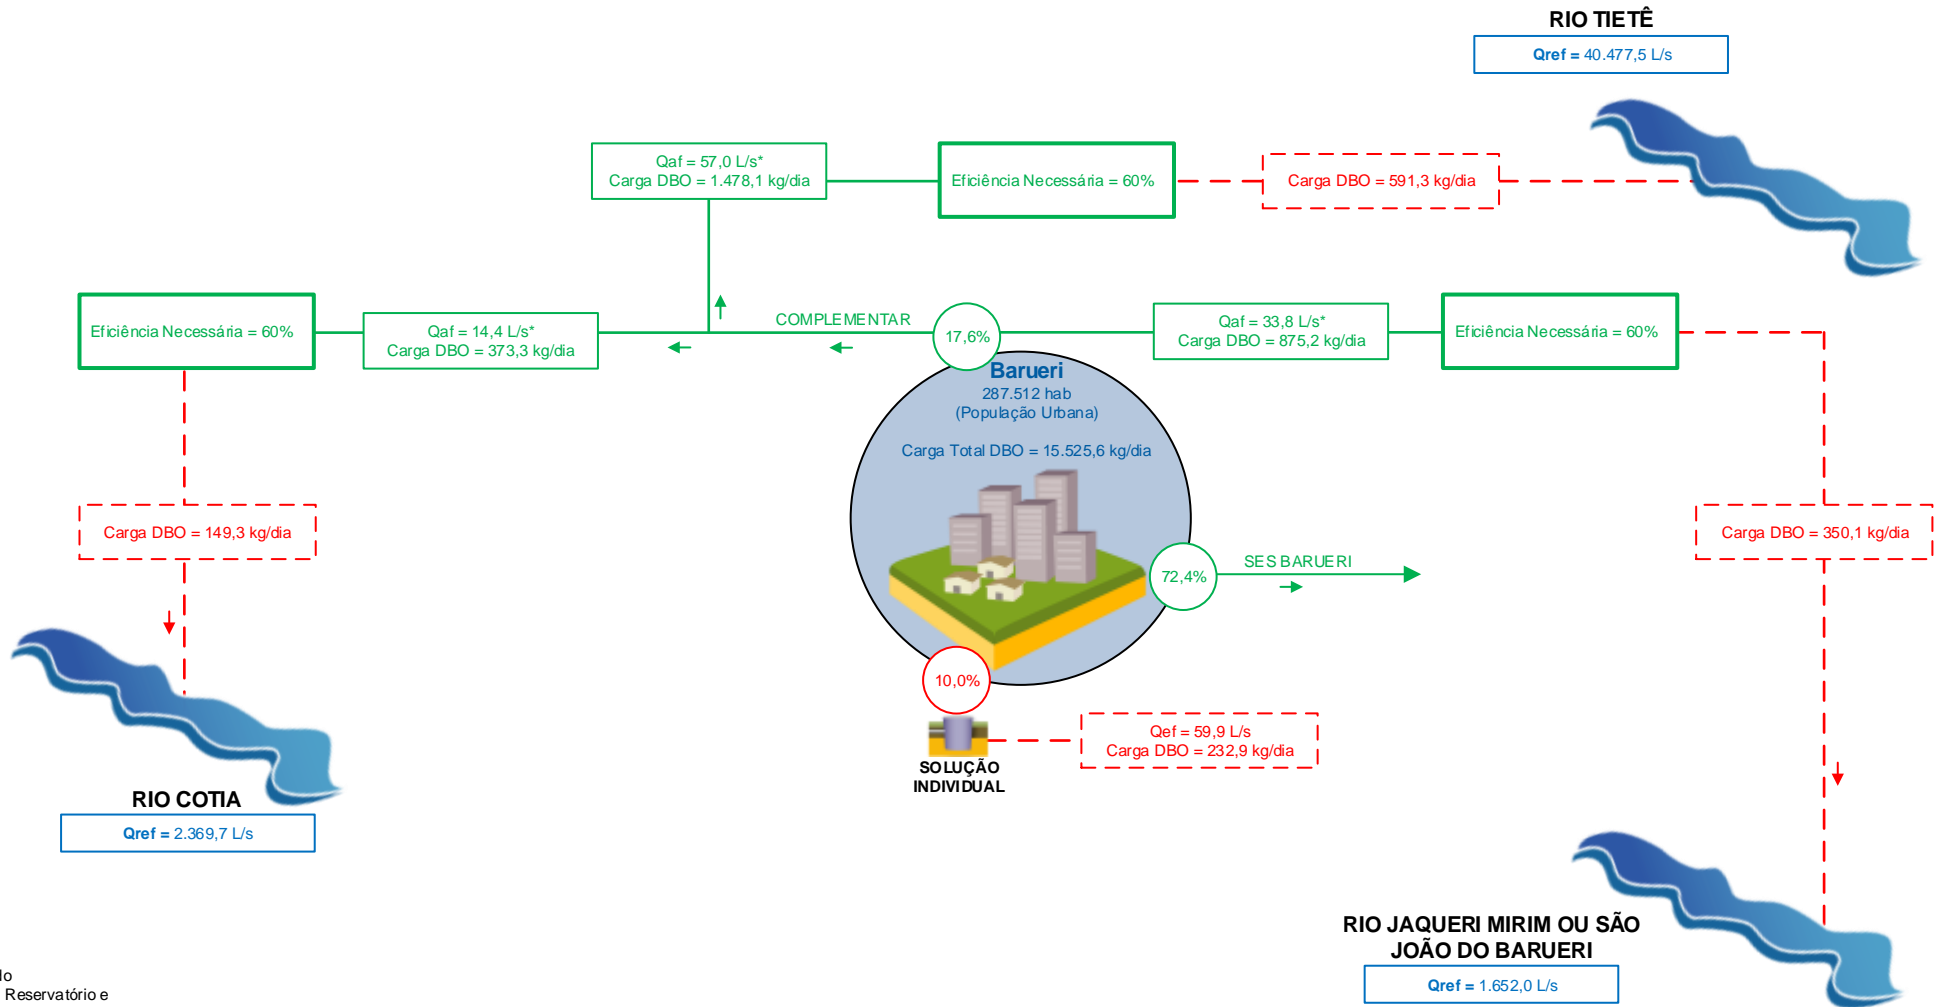 RIO TIETÊ
Qref = 40.477,5 L/s
Qaf = 57,0 L/s*
Carga DBO = 1.478,1 kg/dia
Eficiência Necessária = 60%
Carga DBO = 591,3 kg/dia
Eficiência Necessária = 60%
Qaf = 14,4 L/s*
Carga DBO = 373,3 kg/dia
COMPLEMENTAR
17,6%
Qaf = 33,8 L/s*
Carga DBO = 875,2 kg/dia
Eficiência Necessária = 60%
Barueri
287.512 hab
(População Urbana)
Carga Total DBO = 15.525,6 kg/dia
Carga DBO = 149,3 kg/dia
Carga DBO = 350,1 kg/dia
72,4%
SES BARUERI
10,0%
SOLUÇÃO
INDIVIDUAL
Qef = 59,9 L/s
Carga DBO = 232,9 kg/dia
RIO COTIA
Qref = 2.369,7 L/s
RIO JAQUERI MIRIM OU SÃO
JOÃO DO BARUERI
Qref = 1.652,0 L/s
Reservatório e